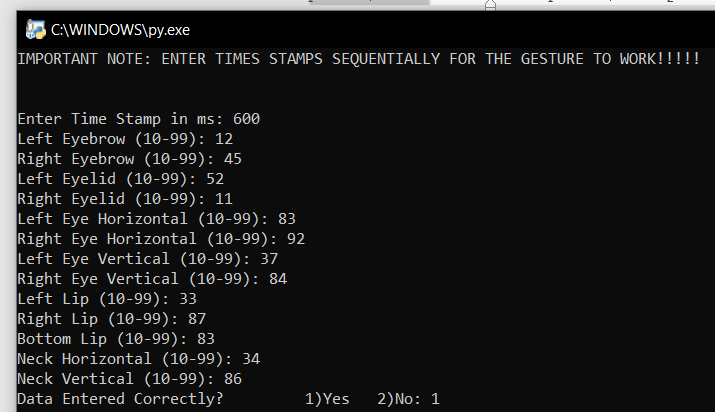 C:\WINDOWS\py.exe
IMPORTANT NOTE: ENTER TIMES STAMPS SEQUENTIALLY FOR THE GESTURE TO WORK!!!!!
Enter Time Stamp in ms: 600
Left Eyebrow (10-99): 12
Right Eyebrow (10-99): 45
Left Eyelid (10-99): 52
Right Eyelid (10-99): 11
Left Eye Horizontal (10-99): 83
Right Eye Horizontal (10-99): 92
Left Eye Vertical (10-99): 37
Right Eye Vertical (10-99): 84
Left Lip (10-99): 33
Right Lip (10-99): 87
Bottom Lip (10-99): 83
Neck Horizontal (10-99): 34
Neck Vertical (10-99): 86
Data Entered Correctly? 1)Yes 2)No: 1